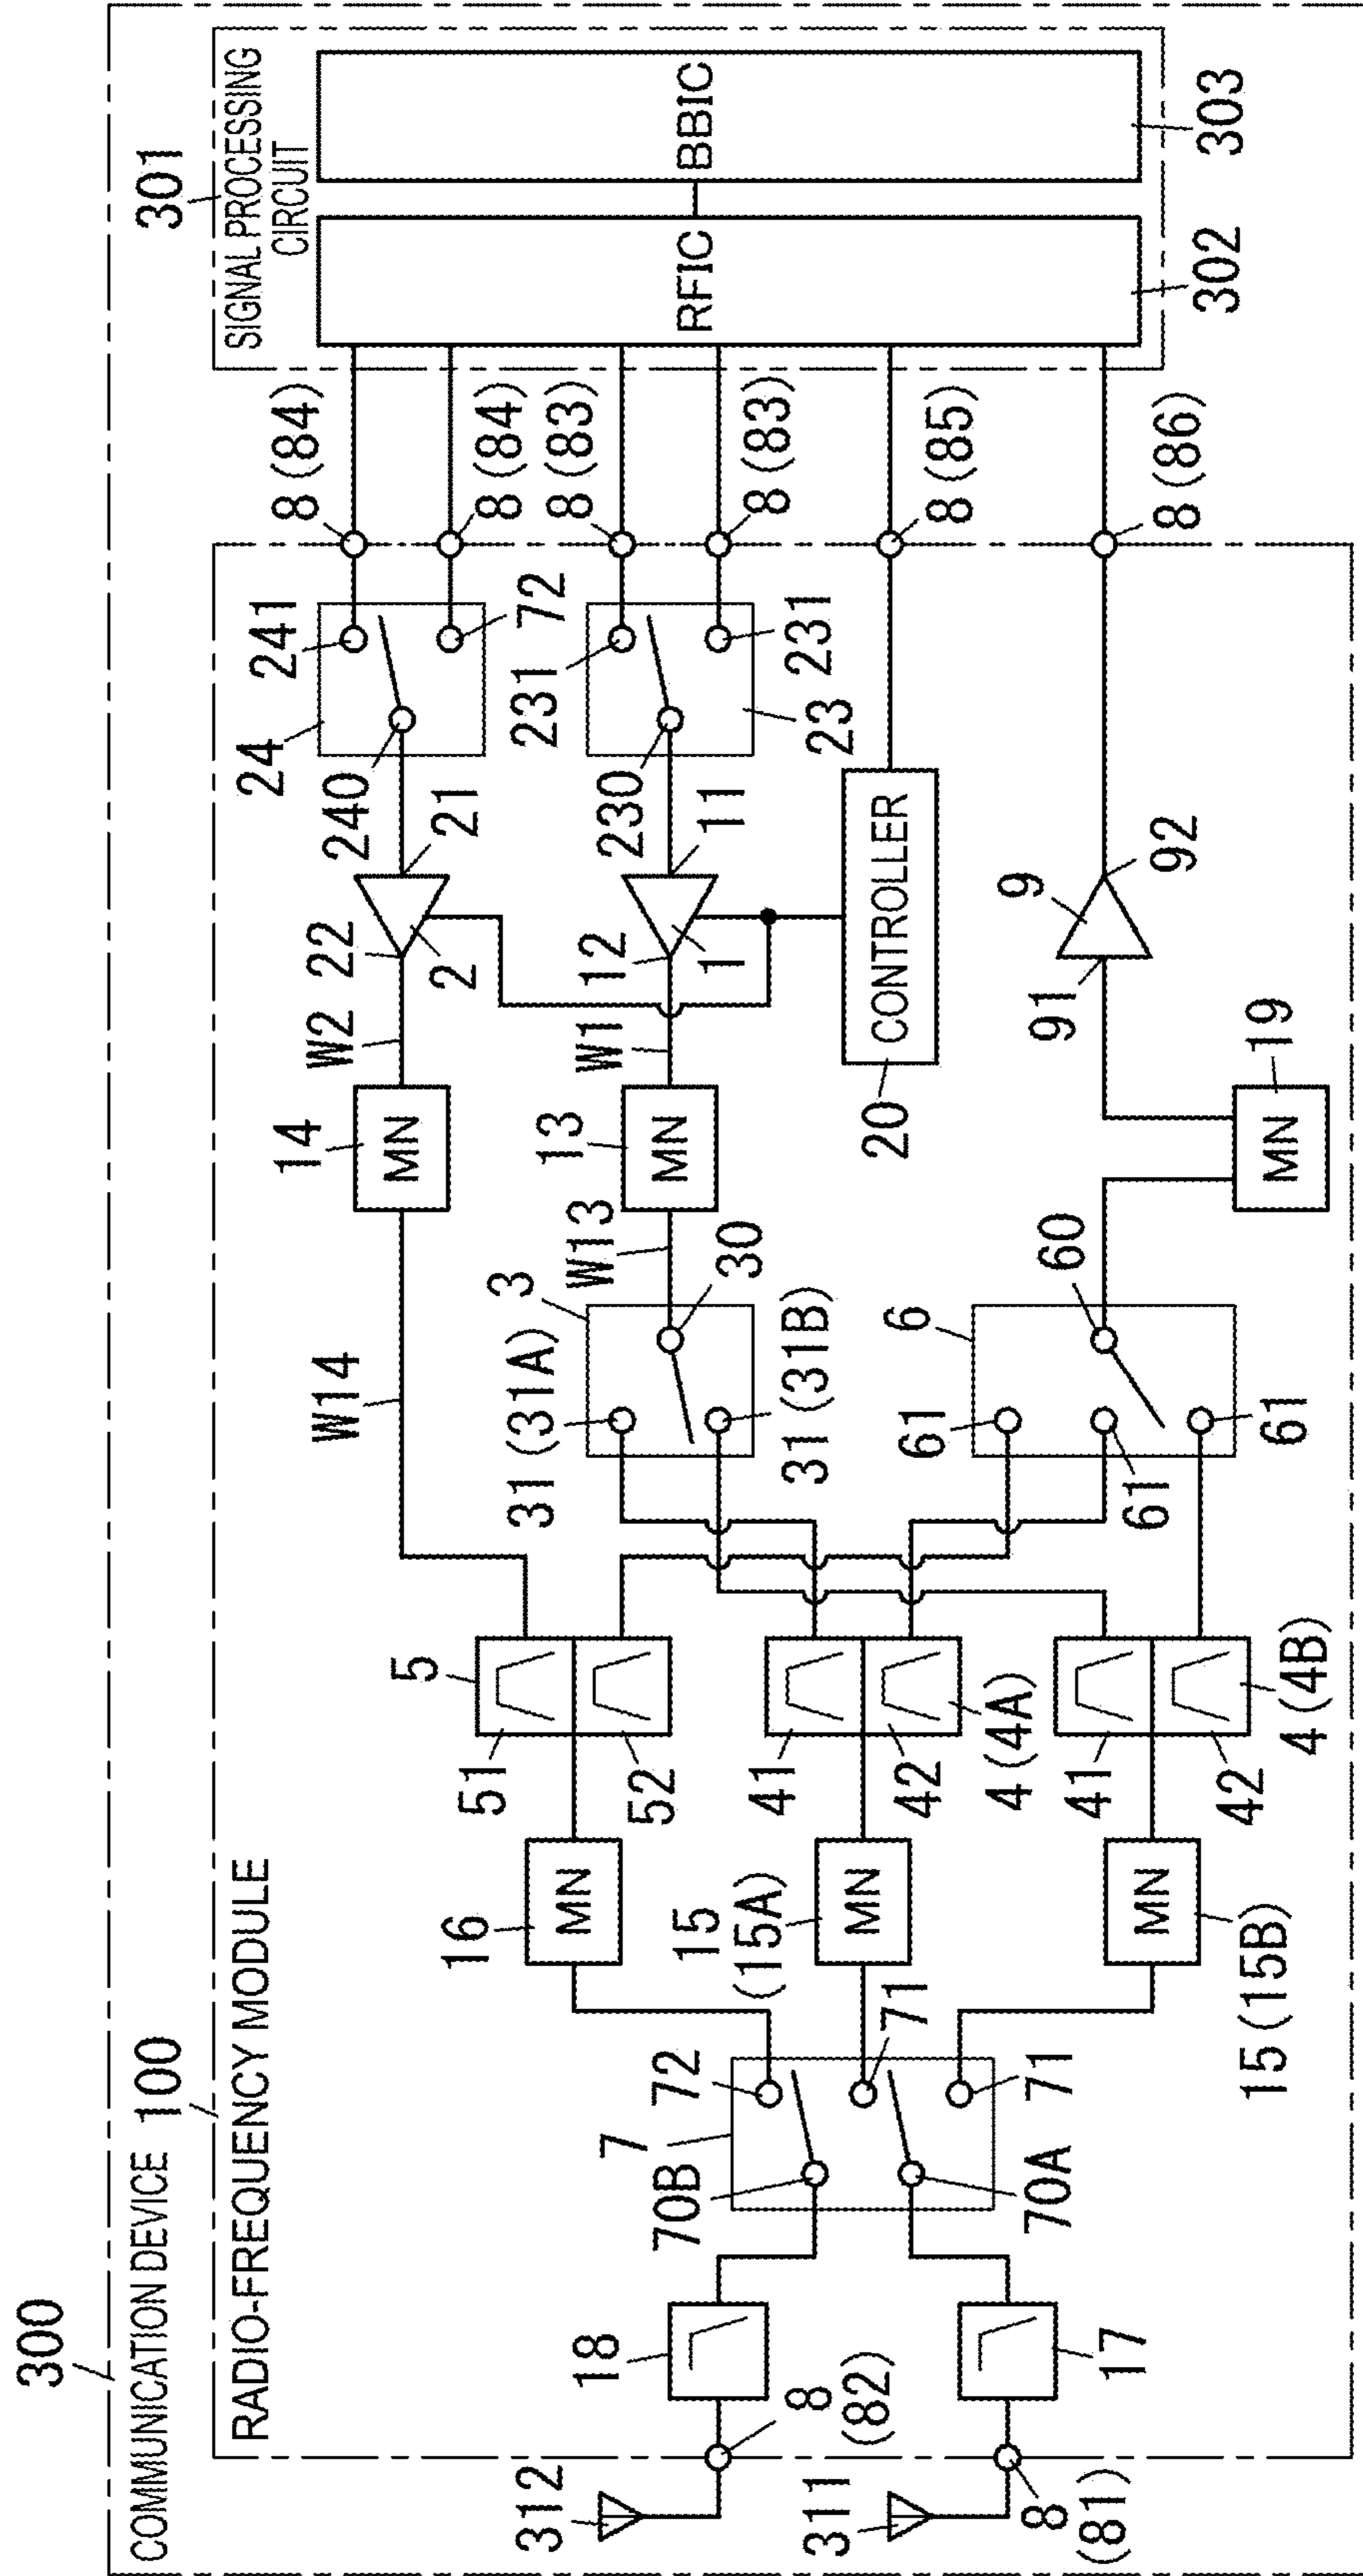 300
COMMUNICATION DEVICE
100
RADIO-FREQUENCY MODULE
301
SIGNAL PROCESSING
CIRCUIT
RFIC
BBIC
302
303
312
311
8
(82)
8
(81)
18
17
7
70B
70A
72
71
71
16
MN
15
(15A)
MN
15 (15B)
MN
5
51
52
41
42
4 (4A)
41
42
4 (4B)
W14
31 (31A)
3
30
31 (31B)
61
61
61
6
60
14
MN
W13
13
MN
19
MN
W2
22
2
21
W1
12
1
11
20
CONTROLLER
91
9
92
24
240
241
72
231
230
231
23
8 (84)
8 (84)
8 (83)
8 (83)
8 (85)
8 (86)